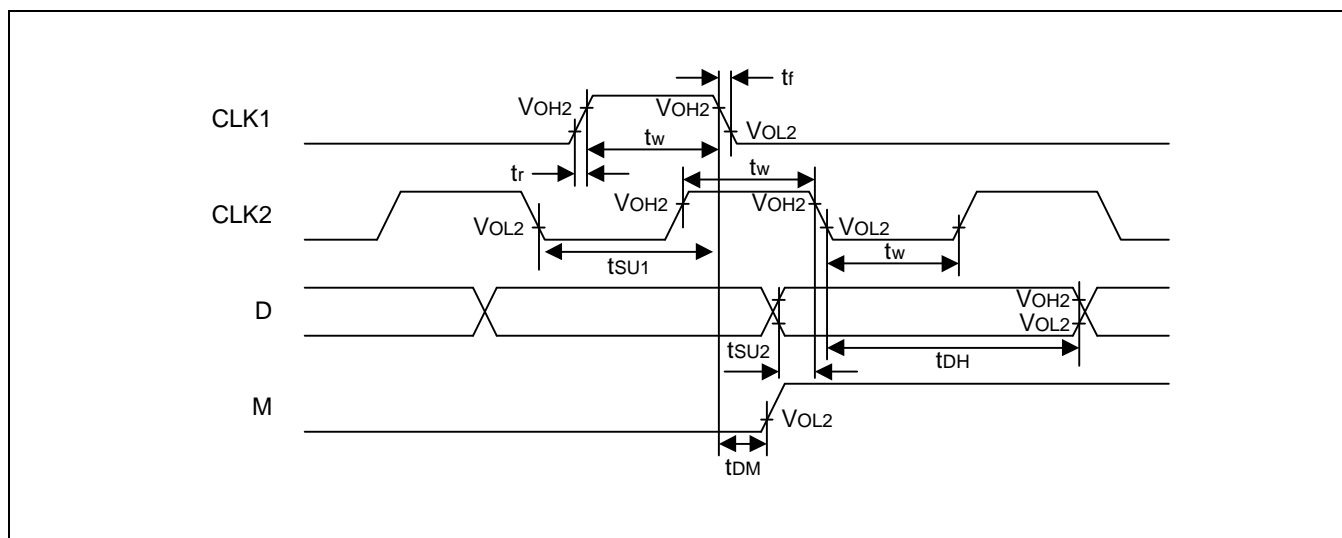 tf
CLK1
VOH2
VOH2
VOL2
tw
tr
tw
CLK2
VOH2
VOH2
VOL2
VOL2
tSU1
tw
D
VOH2
VOL2
tSU2
tDH
M
VOL2
tDM